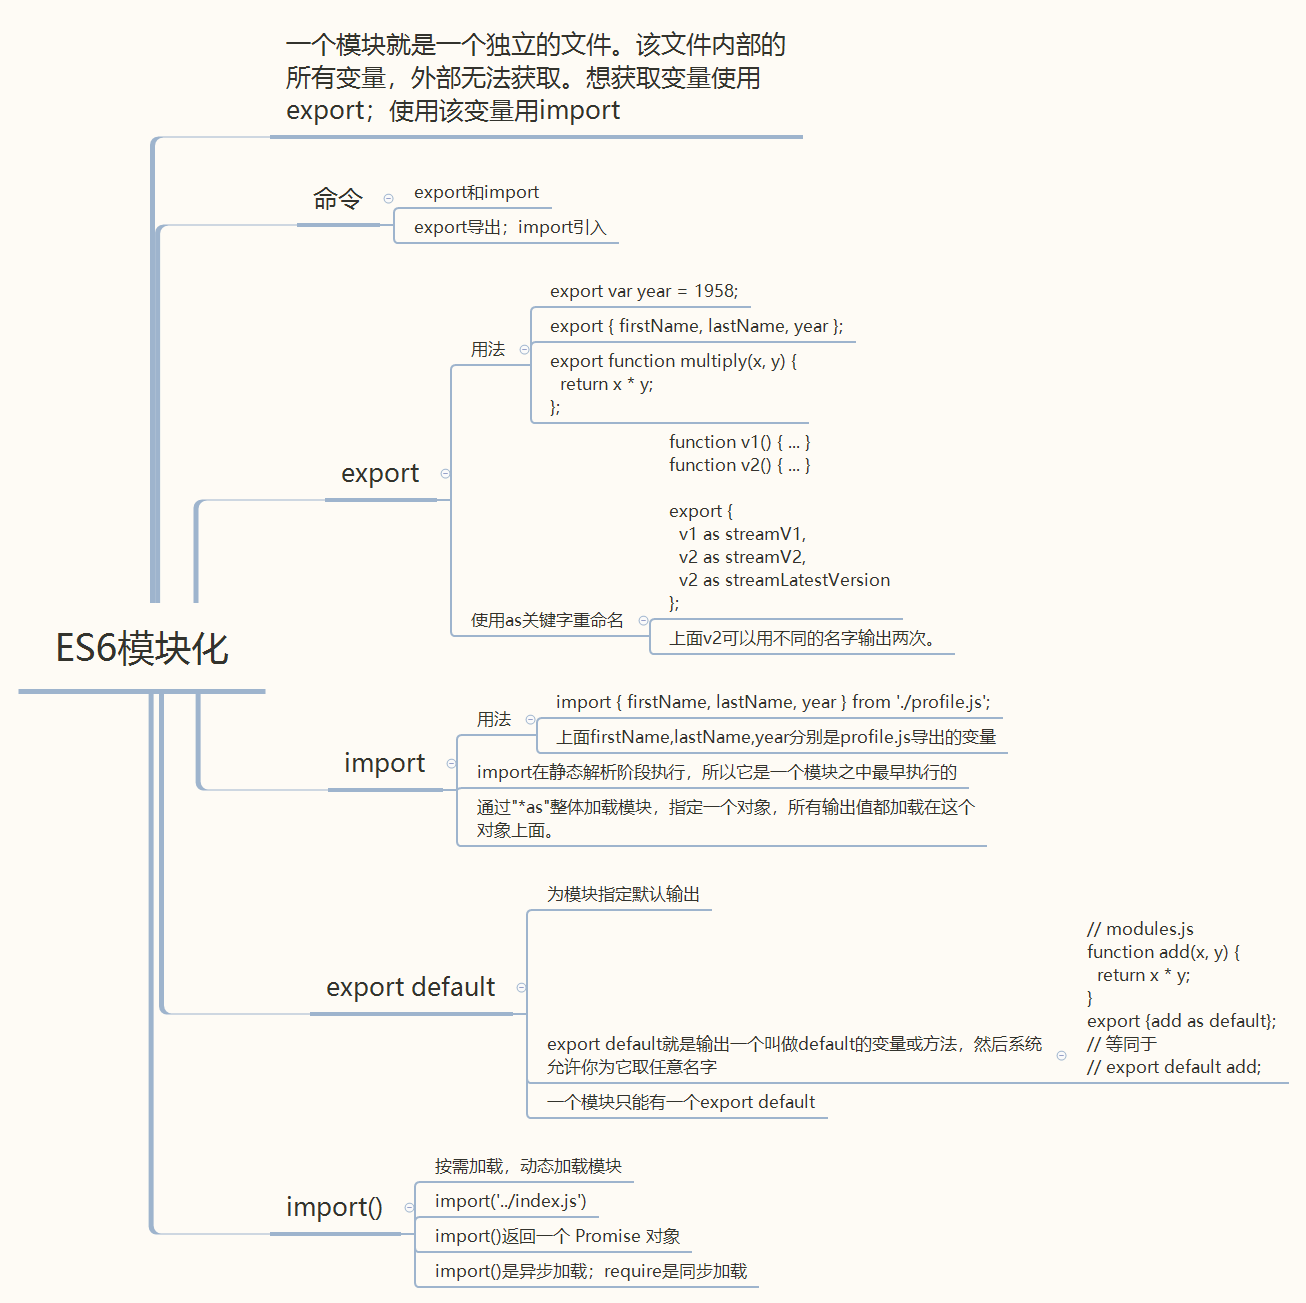 一个模块就是一个独立的文件。该文件内部的
所有变量，外部无法获取。想获取变量使用
export；使用该变量用import
命令
export和import
export导出；import引入
export
用法
export var year = 1958;
export { firstName, lastName, year };
export function multiply(x, y) {
  return x * y;
};
使用as关键字重命名
function v1() { ... }
function v2() { ... }
export {
  v1 as streamV1,
  v2 as streamV2,
  v2 as streamLatestVersion
};
上面v2可以用不同的名字输出两次。
ES6模块化
import
用法
import { firstName, lastName, year } from './profile.js';
上面firstName,lastName,year分别是profile.js导出的变量
import在静态解析阶段执行，所以它是一个模块之中最早执行的
通过"*as"整体加载模块，指定一个对象，所有输出值都加载在这个
对象上面。
export default
为模块指定默认输出
export default就是输出一个叫做default的变量或方法，然后系统
允许你为它取任意名字
// modules.js
function add(x, y) {
  return x * y;
}
export {add as default};
// 等同于
// export default add;
一个模块只能有一个export default
import()
按需加载，动态加载模块
import('../index.js')
import()返回一个 Promise 对象
import()是异步加载；require是同步加载